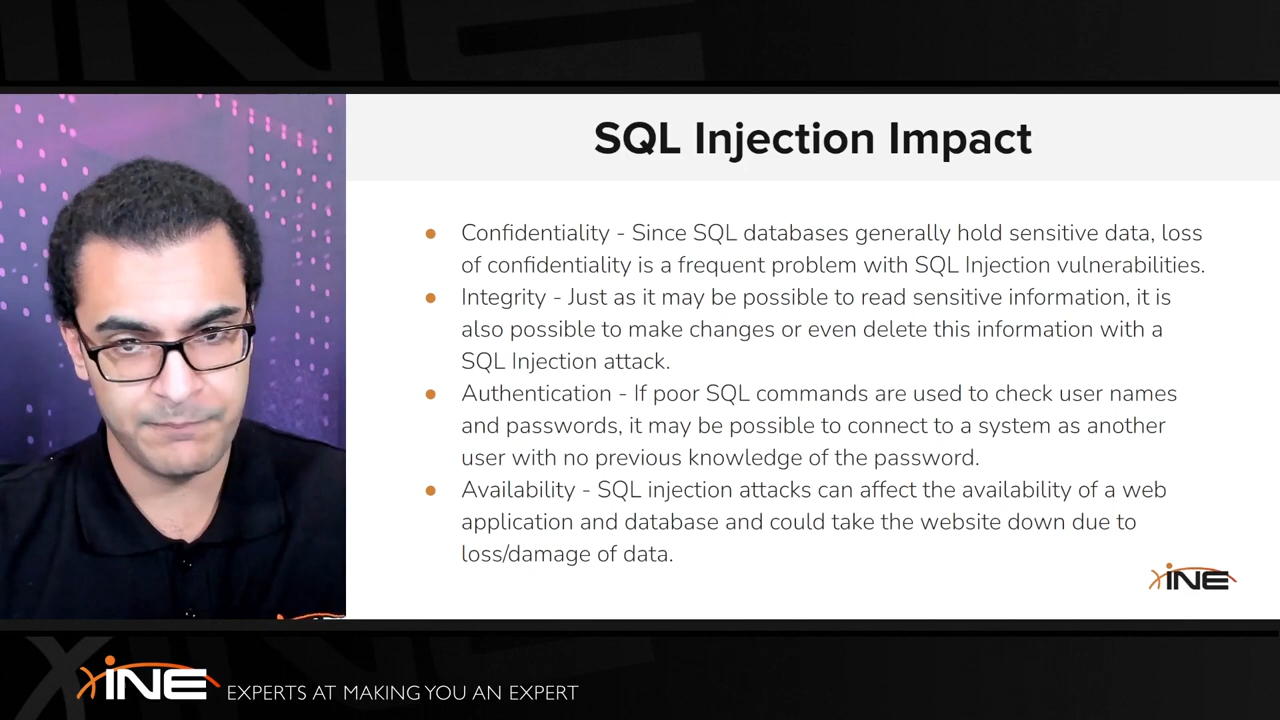 SQL Injection Impact
● Confidentiality - Since SQL databases generally hold sensitive data, loss
of confidentiality is a frequent problem with SQL Injection vulnerabilities.
● Integrity - Just as it may be possible to read sensitive information, it is
also possible to make changes or even delete this information with a
SQL Injection attack.
● Authentication - If poor SQL commands are used to check user names
and passwords, it may be possible to connect to a system as another
user with no previous knowledge of the password.
● Availability - SQL injection attacks can affect the availability of a web
application and database and could take the website down due to
loss/damage of data.
INE
INE EXPERTS AT MAKING YOU AN EXPERT